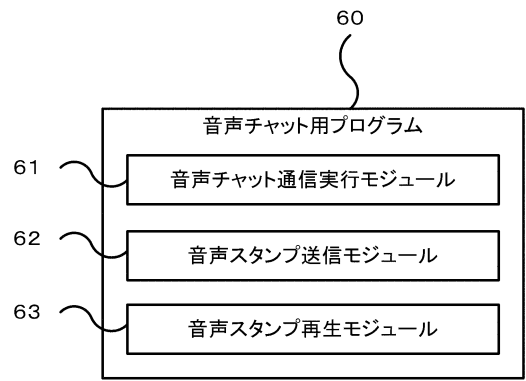 60
音声チャット用プログラム
61
音声チャット通信実行モジュール
62
音声スタンプ送信モジュール
63
音声スタンプ再生モジュール